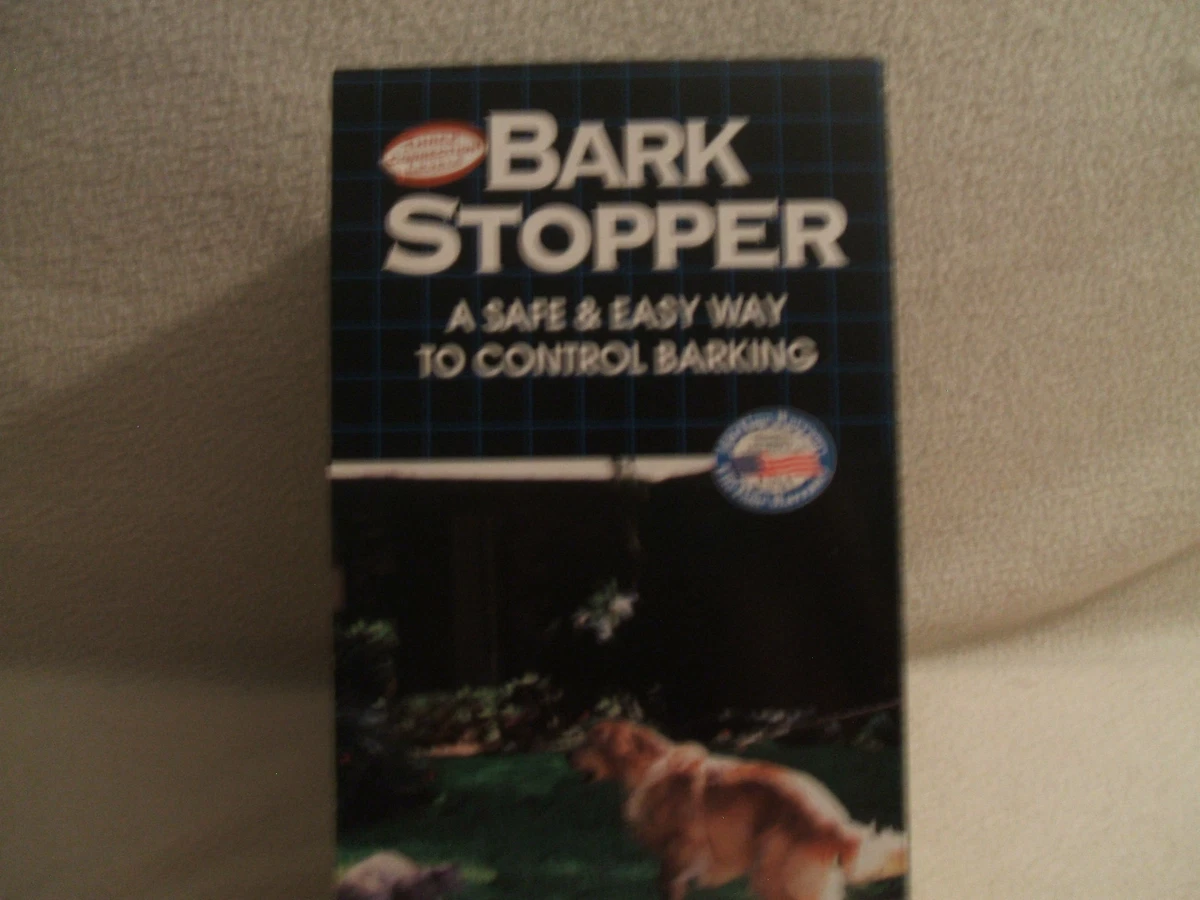 BARK
STOPPER
A SAFE & EASY WAY
TO CONTROL BARKING